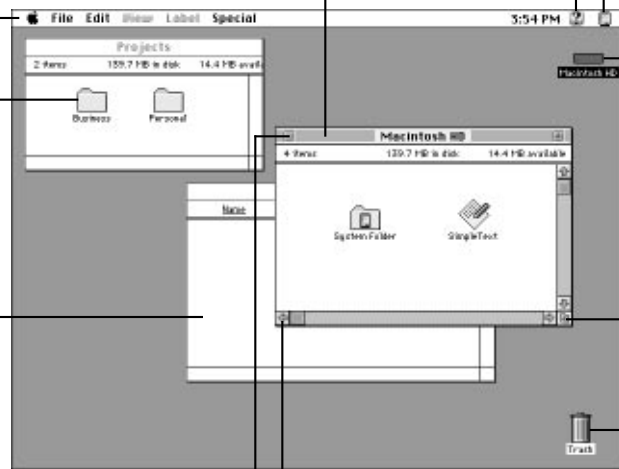 File Edit View Label Special 3:54 PM
Projects
2 items 139.7 MB in disk 14.4 MB availa
Business Personal
Macintosh HD
Macintosh HD
4 items 139.7 MB in disk 14.4 MB available
Name
System Folder SimpleText
Trash